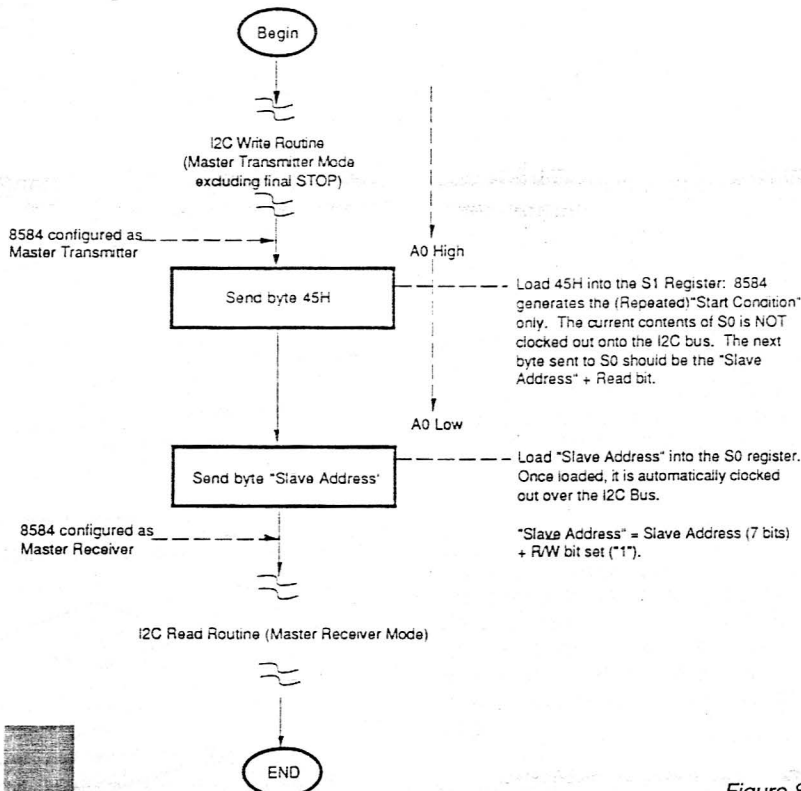 Begin
I2C Write Routine
(Master Transmitter Mode
excluding final STOP)
8584 configured as
Master Transmitter
A0 High
Send byte 45H
Load 45H into the S1 Register: 8584
generates the (Repeated)"Start Condition"
only. The current contents of S0 is NOT
clocked out onto the I2C bus. The next
byte sent to S0 should be the "Slave
Address" + Read bit.
A0 Low
Send byte "Slave Address"
Load "Slave Address" into the S0 register.
Once loaded, it is automatically clocked
out over the I2C Bus.
"Slave Address" = Slave Address (7 bits)
+ R/W bit set ("1").
8584 configured as
Master Receiver
I2C Read Routine (Master Receiver Mode)
END
Figure